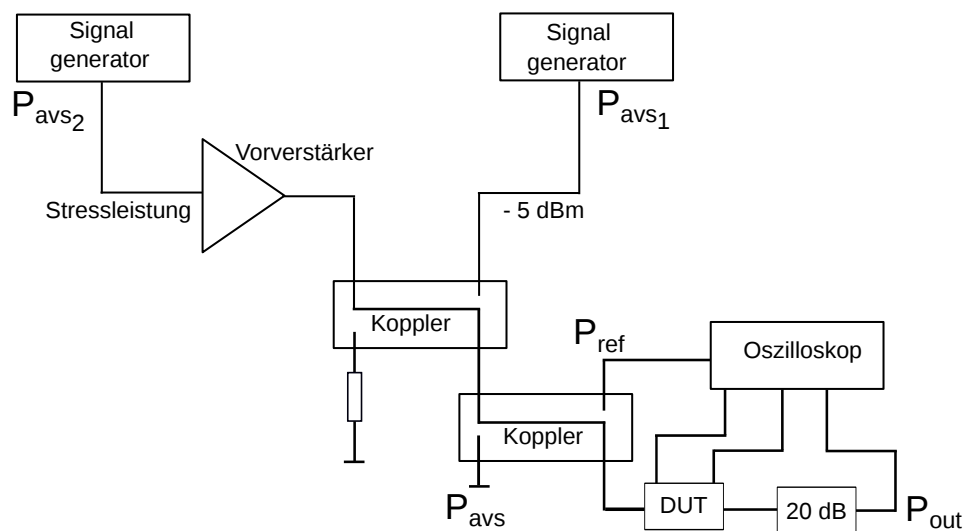 Signal
generator
Signal
generator
Pavs2
Pavs1
Vorverstärker
Stressleistung
- 5 dBm
Koppler
Pref
Oszilloskop
Koppler
Pavs
DUT
20 dB
Pout